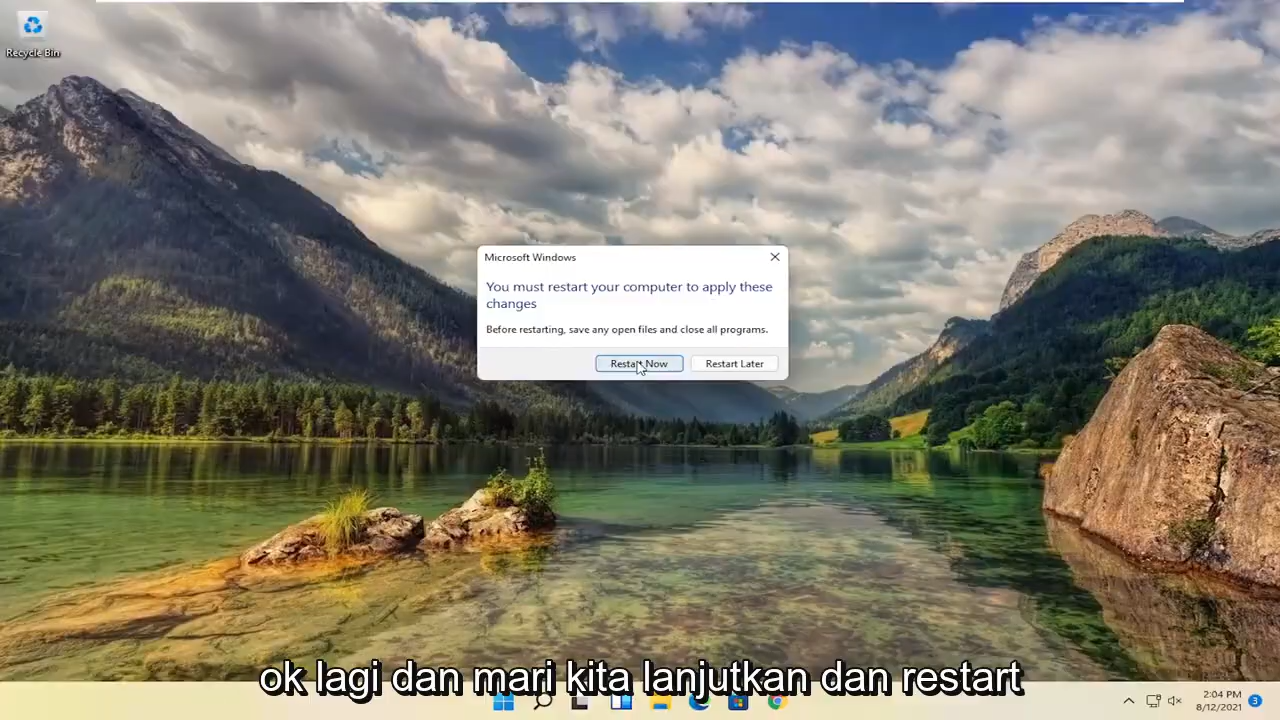 Recycle Bin
Microsoft Windows
You must restart your computer to apply these
changes
Before restarting, save any open files and close all programs.
Restart Now
Restart Later
ok lagi dan mari kita lanjutkan dan restart
2:04 PM
8/12/2021
3